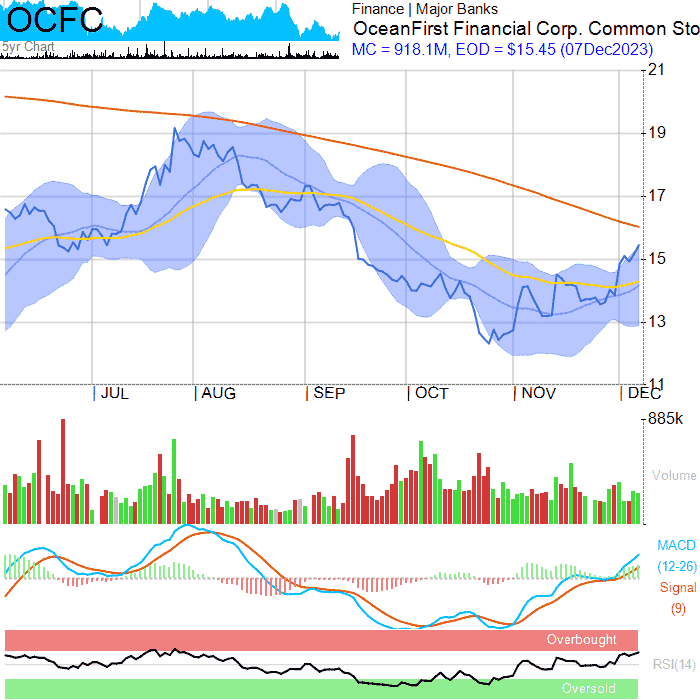 OCFC
5yr Chart
Finance | Major Banks
OceanFirst Financial Corp. Common Sto
MC = 918.1M, EOD = $15.45 (07Dec2023)
21
19
17
15
13
11
JUL AUG SEP OCT NOV DEC
885k
Volume
MACD
(12-26)
Signal
(9)
Overbought
RSI(14)
Oversold